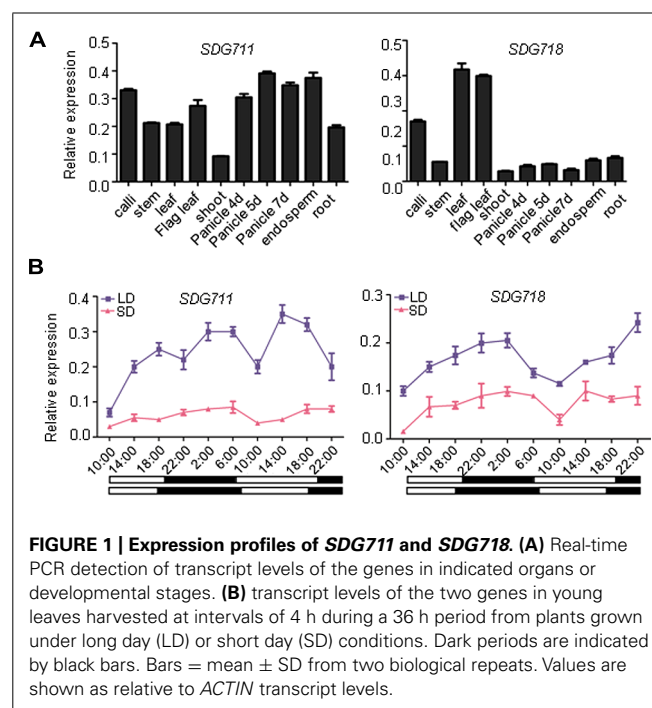 A
SDG711
SDG718
Relative expression
0.5
0.4
0.3
0.2
0.1
0.0
calli
stem
leaf
Flag leaf
shoot
Panicle 4d
Panicle 5d
Panicle 7d
endosperm
root
0.5
0.4
0.3
0.2
0.1
0.0
calli
stem
leaf
flag leaf
shoot
Panicle 4d
Panicle 5d
Panicle7d
endosperm
root
B
LD
SD
SDG711
Relative expression
0.4
0.3
0.2
0.1
0.0
10:00
14:00
18:00
22:00
2:00
6:00
10:00
14:00
18:00
22:00
LD
SD
SDG718
0.3
0.2
0.1
0.0
10:00
14:00
18:00
22:00
2:00
6:00
10:00
14:00
18:00
22:00
FIGURE 1 | Expression profiles of SDG711 and SDG718. (A) Real-time
PCR detection of transcript levels of the genes in indicated organs or
developmental stages. (B) transcript levels of the two genes in young
leaves harvested at intervals of 4 h during a 36 h period from plants grown
under long day (LD) or short day (SD) conditions. Dark periods are indicated
by black bars. Bars = mean ± SD from two biological repeats. Values are
shown as relative to ACTIN transcript levels.